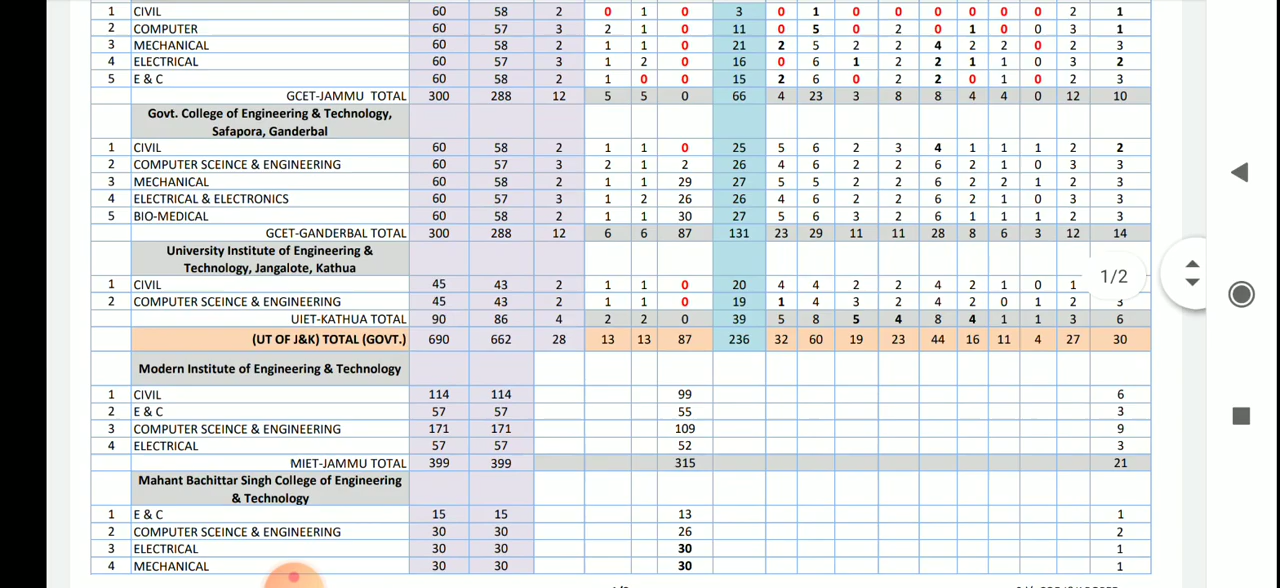 1 CIVIL 60 58 2 0 1 0 3 0 1 0 0 0 0 0 0 2 1
2 COMPUTER 60 57 3 2 1 0 11 0 5 0 2 0 1 0 0 3 1
3 MECHANICAL 60 58 2 1 1 0 21 2 5 2 2 4 2 2 0 2 3
4 ELECTRICAL 60 57 3 1 2 0 16 0 6 1 2 2 1 1 0 3 2
5 E & C 60 58 2 1 0 0 15 2 6 0 2 2 0 1 0 2 3
GCET-JAMMU TOTAL 300 288 12 5 5 0 66 4 23 3 8 8 4 4 0 12 10
Govt. College of Engineering & Technology,
Safapora, Ganderbal
1 CIVIL 60 58 2 1 1 0 25 5 6 2 3 4 1 1 1 2 2
2 COMPUTER SCEINCE & ENGINEERING 60 57 3 2 1 2 26 4 6 2 2 6 2 1 0 3 3
3 MECHANICAL 60 58 2 1 1 29 27 5 5 2 2 6 2 2 1 2 3
4 ELECTRICAL & ELECTRONICS 60 57 3 1 2 26 26 4 6 2 2 6 2 1 0 3 3
5 BIO-MEDICAL 60 58 2 1 1 30 27 5 6 3 2 6 1 1 1 2 3
GCET-GANDERBAL TOTAL 300 288 12 6 6 87 131 23 29 11 11 28 8 6 3 12 14
University Institute of Engineering &
Technology, Jangalote, Kathua
1/2
1 CIVIL 45 43 2 1 1 0 20 4 4 2 2 4 2 1 0 1
2 COMPUTER SCEINCE & ENGINEERING 45 43 2 1 1 0 19 1 4 3 2 4 2 0 1 2 3
UIET-KATHUA TOTAL 90 86 4 2 2 0 39 5 8 5 4 8 4 1 1 3 6
(UT OF J&K) TOTAL (GOVT.) 690 662 28 13 13 87 236 32 60 19 23 44 16 11 4 27 30
Modern Institute of Engineering & Technology
1 CIVIL 114 114 99 6
2 E & C 57 57 55 3
3 COMPUTER SCEINCE & ENGINEERING 171 171 109 9
4 ELECTRICAL 57 57 52 3
MIET-JAMMU TOTAL 399 399 315 21
Mahant Bachittar Singh College of Engineering
& Technology
1 E & C 15 15 13 1
2 COMPUTER SCEINCE & ENGINEERING 30 30 26 2
3 ELECTRICAL 30 30 30 1
4 MECHANICAL 30 30 30 1